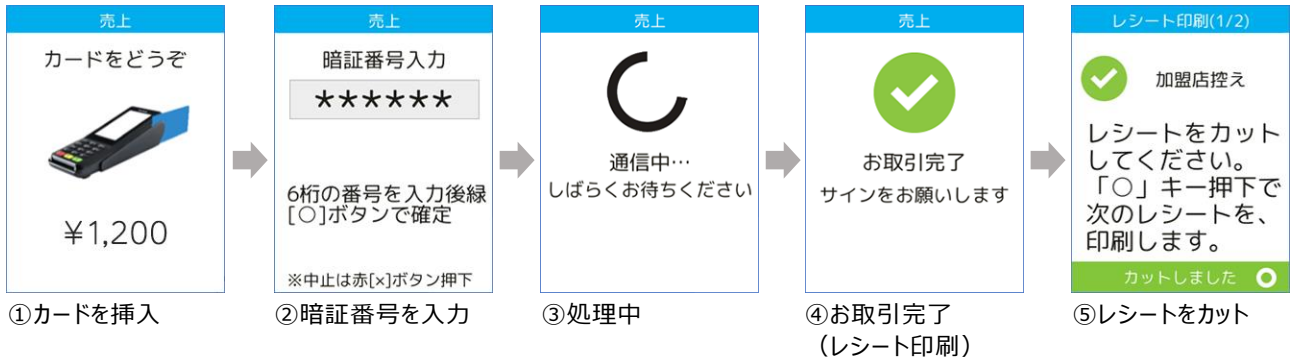 売上
カードをどうぞ
¥1,200
①カードを挿入
売上
暗証番号入力
******
6桁の番号を入力後緑
[○]ボタンで確定
※中止は赤[×]ボタン押下
②暗証番号を入力
売上
通信中…
しばらくお待ちください
③処理中
売上
お取引完了
サインをお願いします
④お取引完了
（レシート印刷）
レシート印刷(1/2)
加盟店控え
レシートをカット
してください。
「○」キー押下で
次のレシートを、
印刷します。
カットしました
⑤レシートをカット